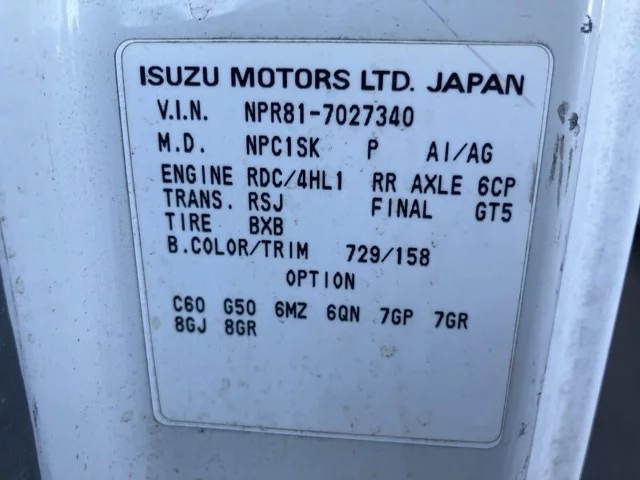 ISUZU MOTORS LTD. JAPAN
V.I.N. NPR81-7027340
M.D. NPC1SK P AI/AG
ENGINE RDC/4HL1 RR AXLE 6CP
TRANS. RSJ FINAL GT5
TIRE BXB
B.COLOR/TRIM 729/158
OPTION
C60 G50 6MZ 6QN 7GP 7GR
8GJ 8GR